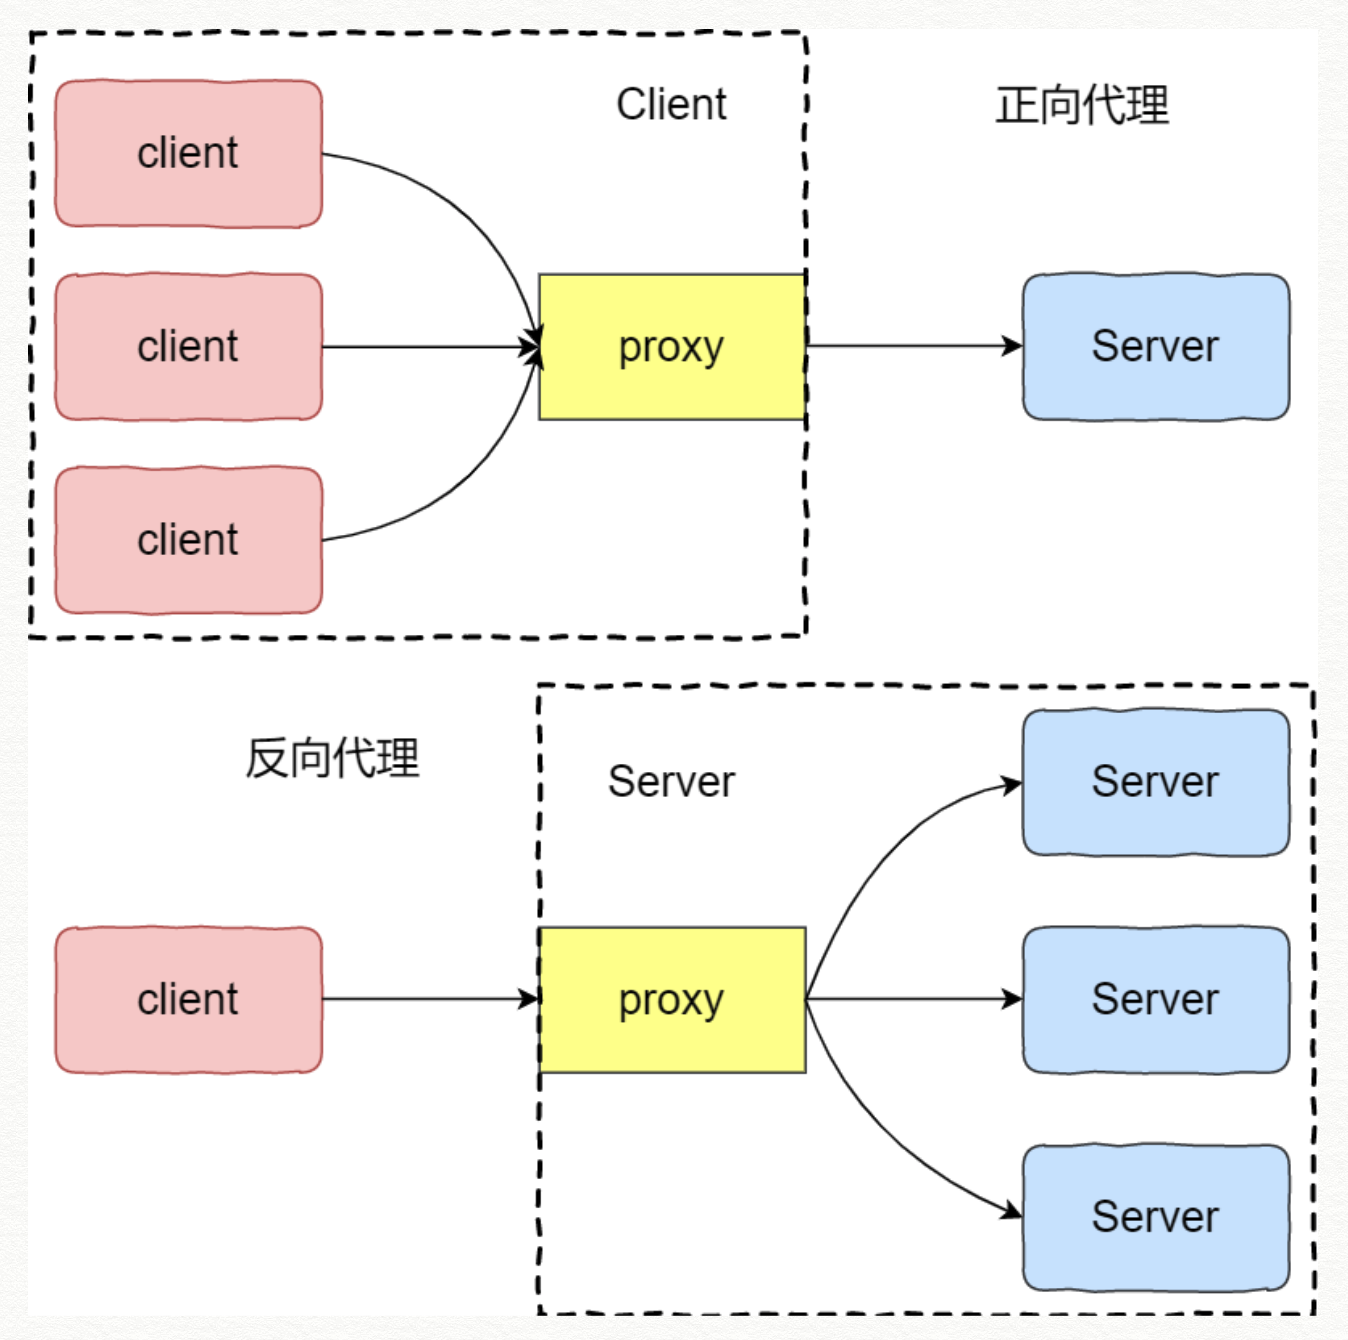 Client
正向代理
client
client
proxy
Server
client
反向代理
Server
Server
client
proxy
Server
Server